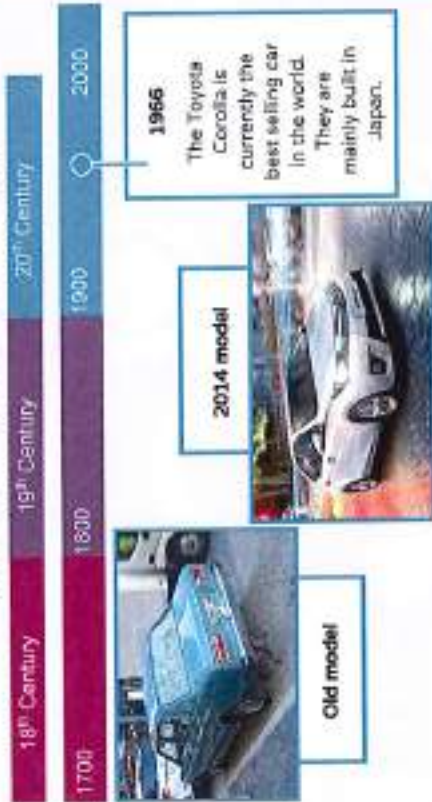 18th Century 19th Century 20th Century
1700 1800 1900 2000
1966
The Toyota
Corolla is
currently the
best selling car
in the world.
They are
mainly built in
Japan.
2014 model
Old model